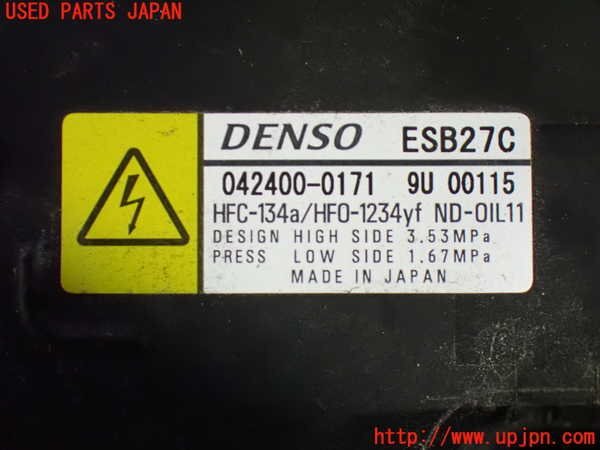 USED PARTS JAPAN
DENSO ESB27C
042400-0171 9U 00115
HFC-134a/HFO-1234yf ND-OIL11
DESIGN HIGH SIDE 3.53MPa
PRESS LOW SIDE 1.67MPa
MADE IN JAPAN
http://www.upjpn.com/